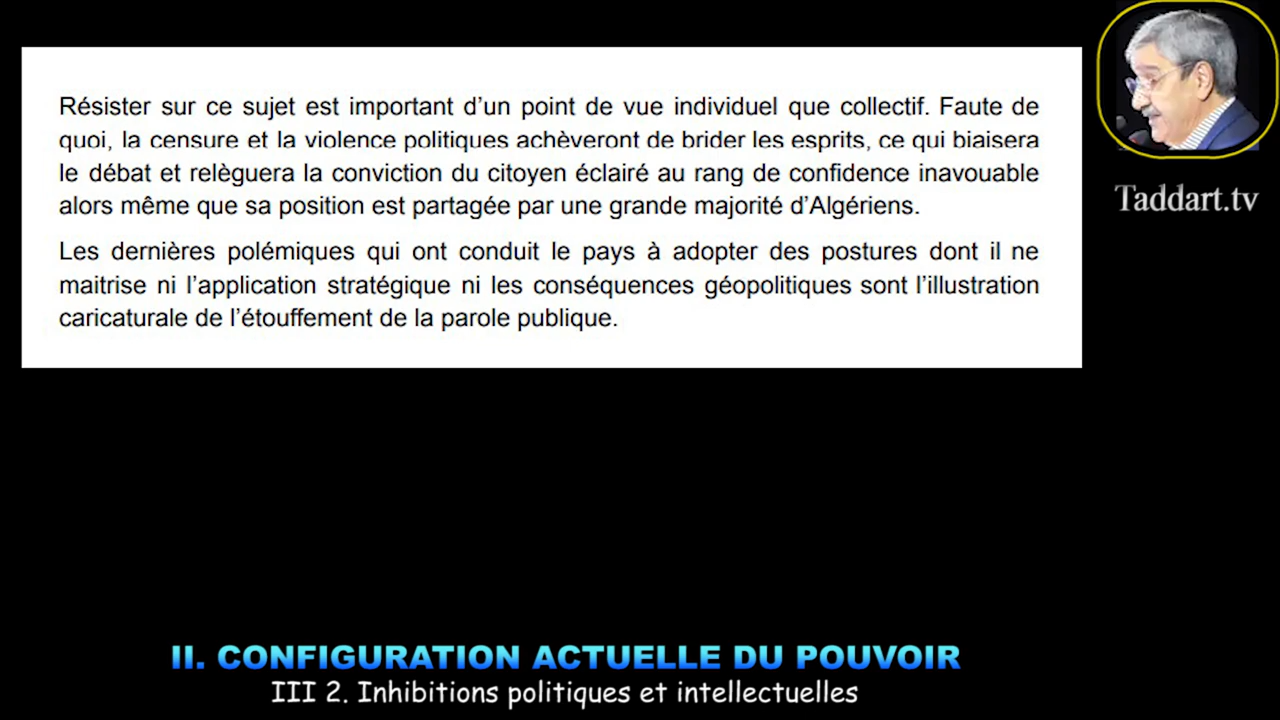 Résister sur ce sujet est important d’un point de vue individuel que collectif. Faute de
quoi, la censure et la violence politiques achèveront de brider les esprits, ce qui biaisera
le débat et relèguera la conviction du citoyen éclairé au rang de confidence inavouable
alors même que sa position est partagée par une grande majorité d’Algériens.
Les dernières polémiques qui ont conduit le pays à adopter des postures dont il ne
maitrise ni l’application stratégique ni les conséquences géopolitiques sont l’illustration
caricaturale de l’étouffement de la parole publique.
Taddart.tv
II. CONFIGURATION ACTUELLE DU POUVOIR
III 2. Inhibitions politiques et intellectuelles